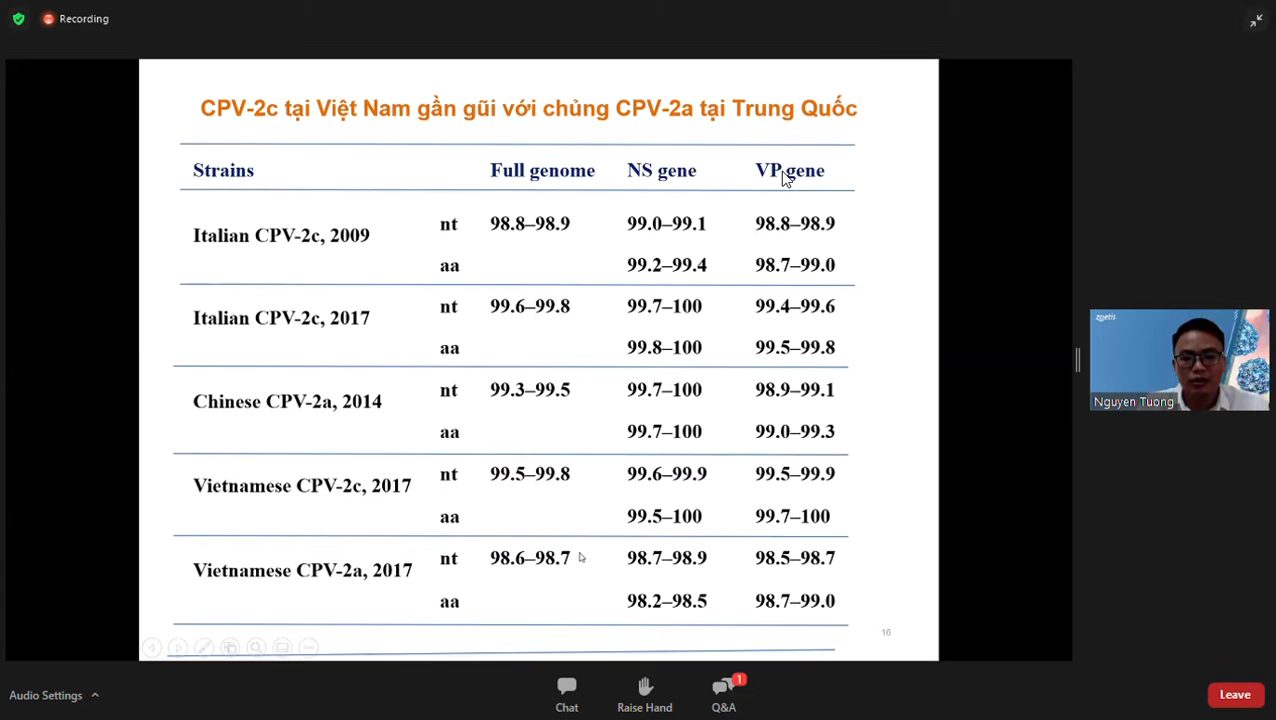 Recording
CPV-2c tại Việt Nam gần gũi với chủng CPV-2a tại Trung Quốc
Strains Full genome NS gene VP gene
Italian CPV-2c, 2009 nt 98.8–98.9 99.0–99.1 98.8–98.9
aa 99.2–99.4 98.7–99.0
Italian CPV-2c, 2017 nt 99.6–99.8 99.7–100 99.4–99.6
aa 99.8–100 99.5–99.8
Chinese CPV-2a, 2014 nt 99.3–99.5 99.7–100 98.9–99.1
aa 99.7–100 99.0–99.3
Vietnamese CPV-2c, 2017 nt 99.5–99.8 99.6–99.9 99.5–99.9
aa 99.5–100 99.7–100
Vietnamese CPV-2a, 2017 nt 98.6–98.7 98.7–98.9 98.5–98.7
aa 98.2–98.5 98.7–99.0
16
zoetis
Nguyen Tuong
Audio Settings
Chat
Raise Hand
1
Q&A
Leave